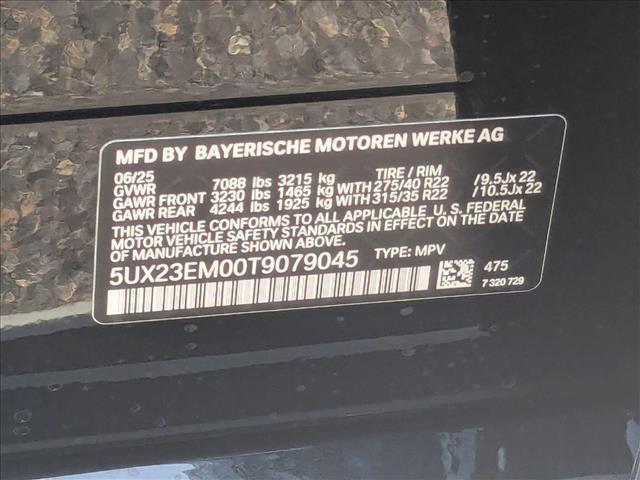 MFD BY BAYERISCHE MOTOREN WERKE AG
06/25 TIRE / RIM
GVWR 7088 lbs 3215 kg
GAWR FRONT 3230 lbs 1465 kg WITH 275/40 R22 /9.5Jx 22
GAWR REAR 4244 lbs 1925 kg WITH 315/35 R22 /10.5Jx 22
THIS VEHICLE CONFORMS TO ALL APPLICABLE U. S. FEDERAL
MOTOR VEHICLE SAFETY STANDARDS IN EFFECT ON THE DATE
OF MANUFACTURE SHOWN ABOVE.
5UX23EM00T9079045 TYPE: MPV
475
7 320 729